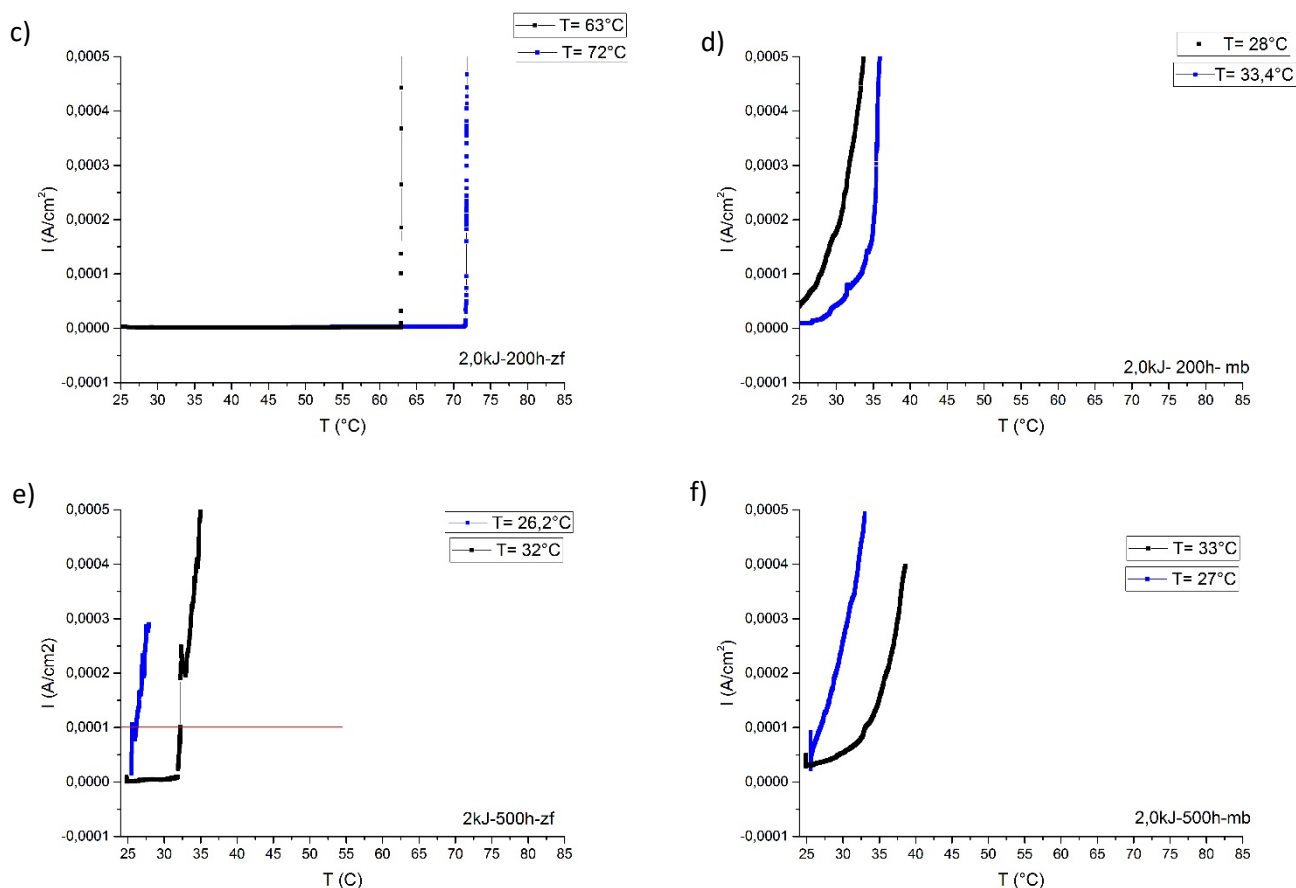 c)
T= 63°C
T= 72°C
0,0005
0,0004
0,0003
0,0002
0,0001
0,0000
-0,0001
I (A/cm²)
2,0kJ-200h-zf
25 30 35 40 45 50 55 60 65 70 75 80 85
T (°C)
d)
T= 28°C
T= 33,4°C
0,0005
0,0004
0,0003
0,0002
0,0001
0,0000
-0,0001
I (A/cm²)
2,0kJ- 200h- mb
25 30 35 40 45 50 55 60 65 70 75 80 85
T (°C)
e)
T= 26,2°C
T= 32°C
0,0005
0,0004
0,0003
0,0002
0,0001
0,0000
-0,0001
I (A/cm2)
2kJ-500h-zf
25 30 35 40 45 50 55 60 65 70 75 80 85
T (C)
f)
T= 33°C
T= 27°C
0,0005
0,0004
0,0003
0,0002
0,0001
0,0000
-0,0001
I (A/cm²)
2,0kJ-500h-mb
25 30 35 40 45 50 55 60 65 70 75 80 85
T (°C)